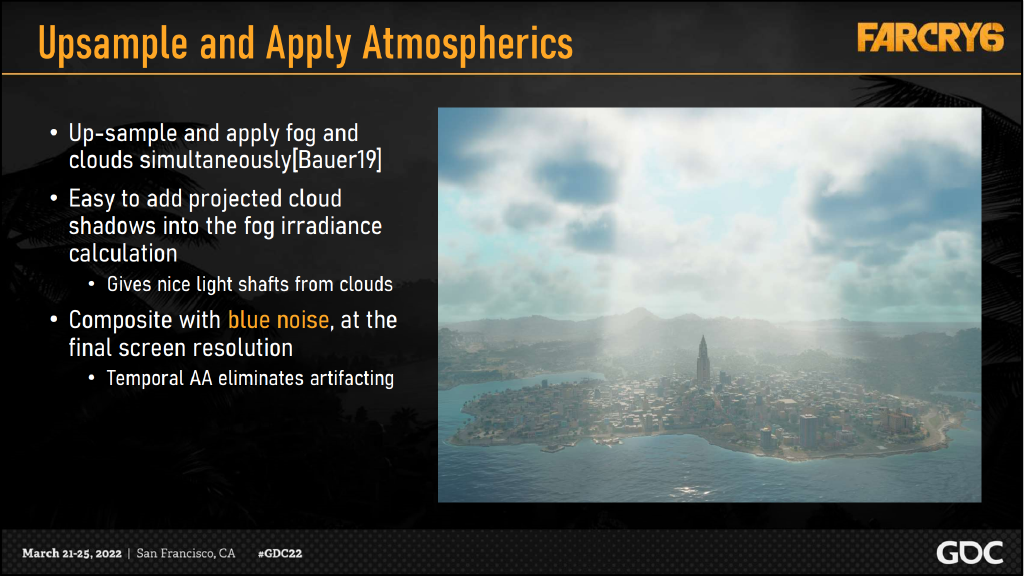 Upsample and Apply Atmospherics
FARCRY6
• Up-sample and apply fog and
clouds simultaneously[Bauer19]
• Easy to add projected cloud
shadows into the fog irradiance
calculation
• Gives nice light shafts from clouds
• Composite with blue noise, at the
final screen resolution
• Temporal AA eliminates artifacting
March 21-25, 2022 | San Francisco, CA #GDC22
GDC